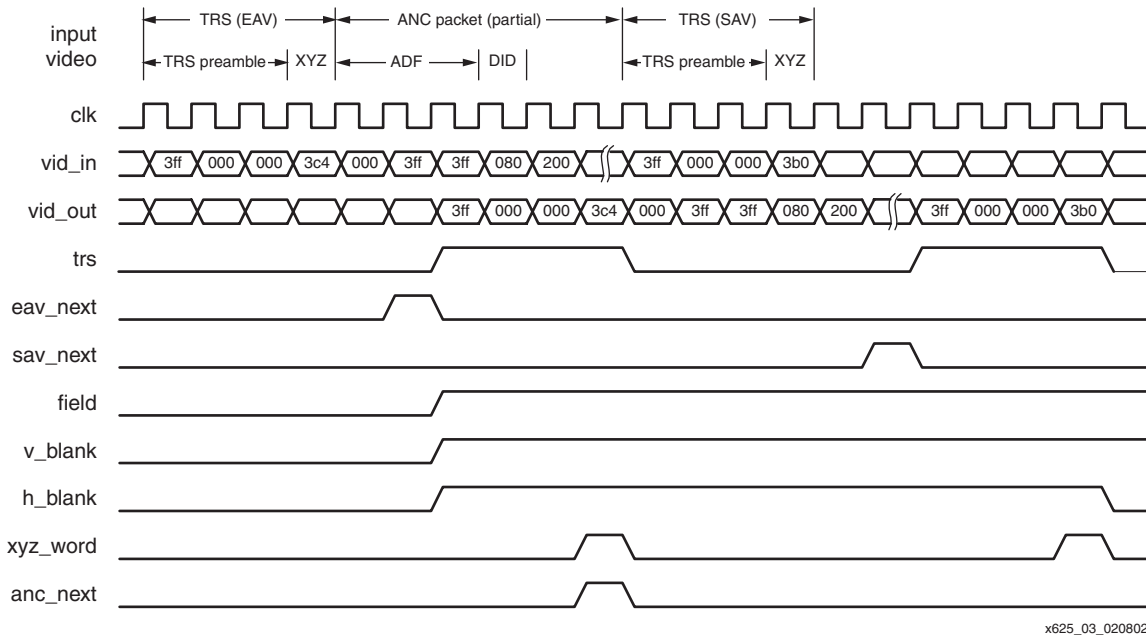 input video
TRS (EAV) ANC packet (partial) TRS (SAV)
TRS preamble XYZ ADF DID TRS preamble XYZ
clk
vid_in 3ff 000 000 3c4 000 3ff 3ff 080 200 3ff 000 000 3b0
vid_out 3ff 000 000 3c4 000 3ff 3ff 080 200 3ff 000 000 3b0
trs
eav_next
sav_next
field
v_blank
h_blank
xyz_word
anc_next
x625_03_020802